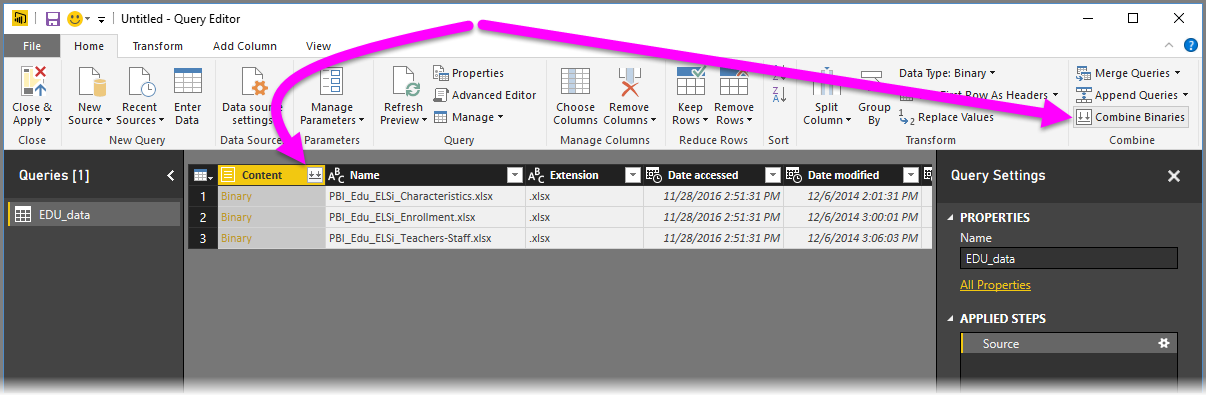 Untitled - Query Editor
File Home Transform Add Column View
Close & Apply
New Source
Recent Sources
Enter Data
Data source settings
Manage Parameters
Refresh Preview
Properties
Advanced Editor
Manage
Choose Columns
Remove Columns
Keep Rows
Remove Rows
A
Z
Z
A
Split Column
Group By
Data Type: Binary
First Row As Headers
1
2
Replace Values
Merge Queries
Append Queries
Combine Binaries
Close New Query Data Source Parameters Query Manage Columns Reduce Rows Sort Transform Combine
Queries [1]
EDU_data
Content ABC Name ABC Extension Date accessed Date modified
1 Binary PBI_Edu_ELSi_Characteristics.xlsx .xlsx 11/28/2016 2:51:31 PM 12/6/2014 2:01:31 PM
2 Binary PBI_Edu_ELSi_Enrollment.xlsx .xlsx 11/28/2016 2:51:31 PM 12/6/2014 3:00:01 PM
3 Binary PBI_Edu_ELSi_Teachers-Staff.xlsx .xlsx 11/28/2016 2:51:31 PM 12/6/2014 3:06:03 PM
Query Settings
PROPERTIES
Name
EDU_data
All Properties
APPLIED STEPS
Source